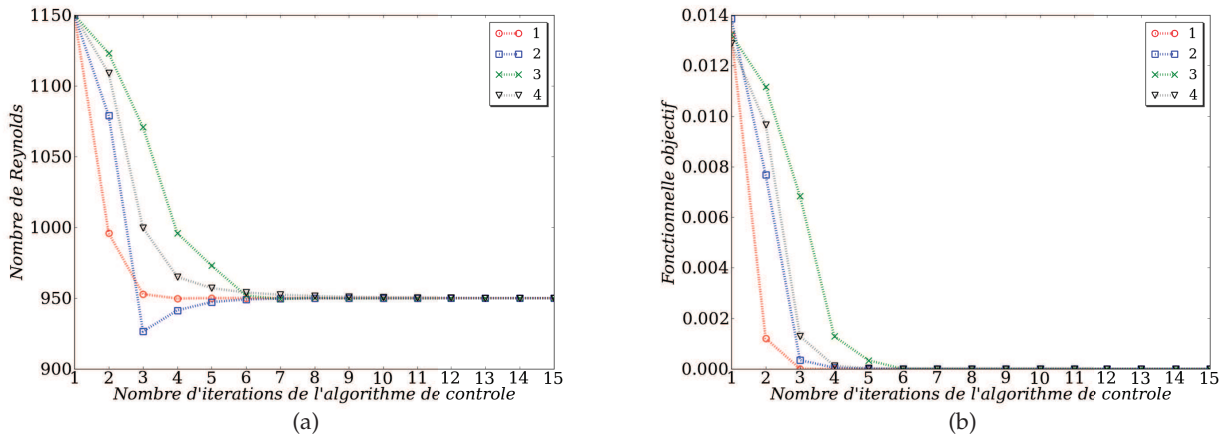 1150
1100
1050
1000
950
900
Nombre de Reynolds
1
2
3
4
1 2 3 4 5 6 7 8 9 10 11 12 13 14 15
Nombre d'iterations de l'algorithme de controle
(a)
0.014
0.012
0.010
0.008
0.006
0.004
0.002
0.000
Fonctionnelle objectif
1
2
3
4
1 2 3 4 5 6 7 8 9 10 11 12 13 14 15
Nombre d'iterations de l'algorithme de controle
(b)